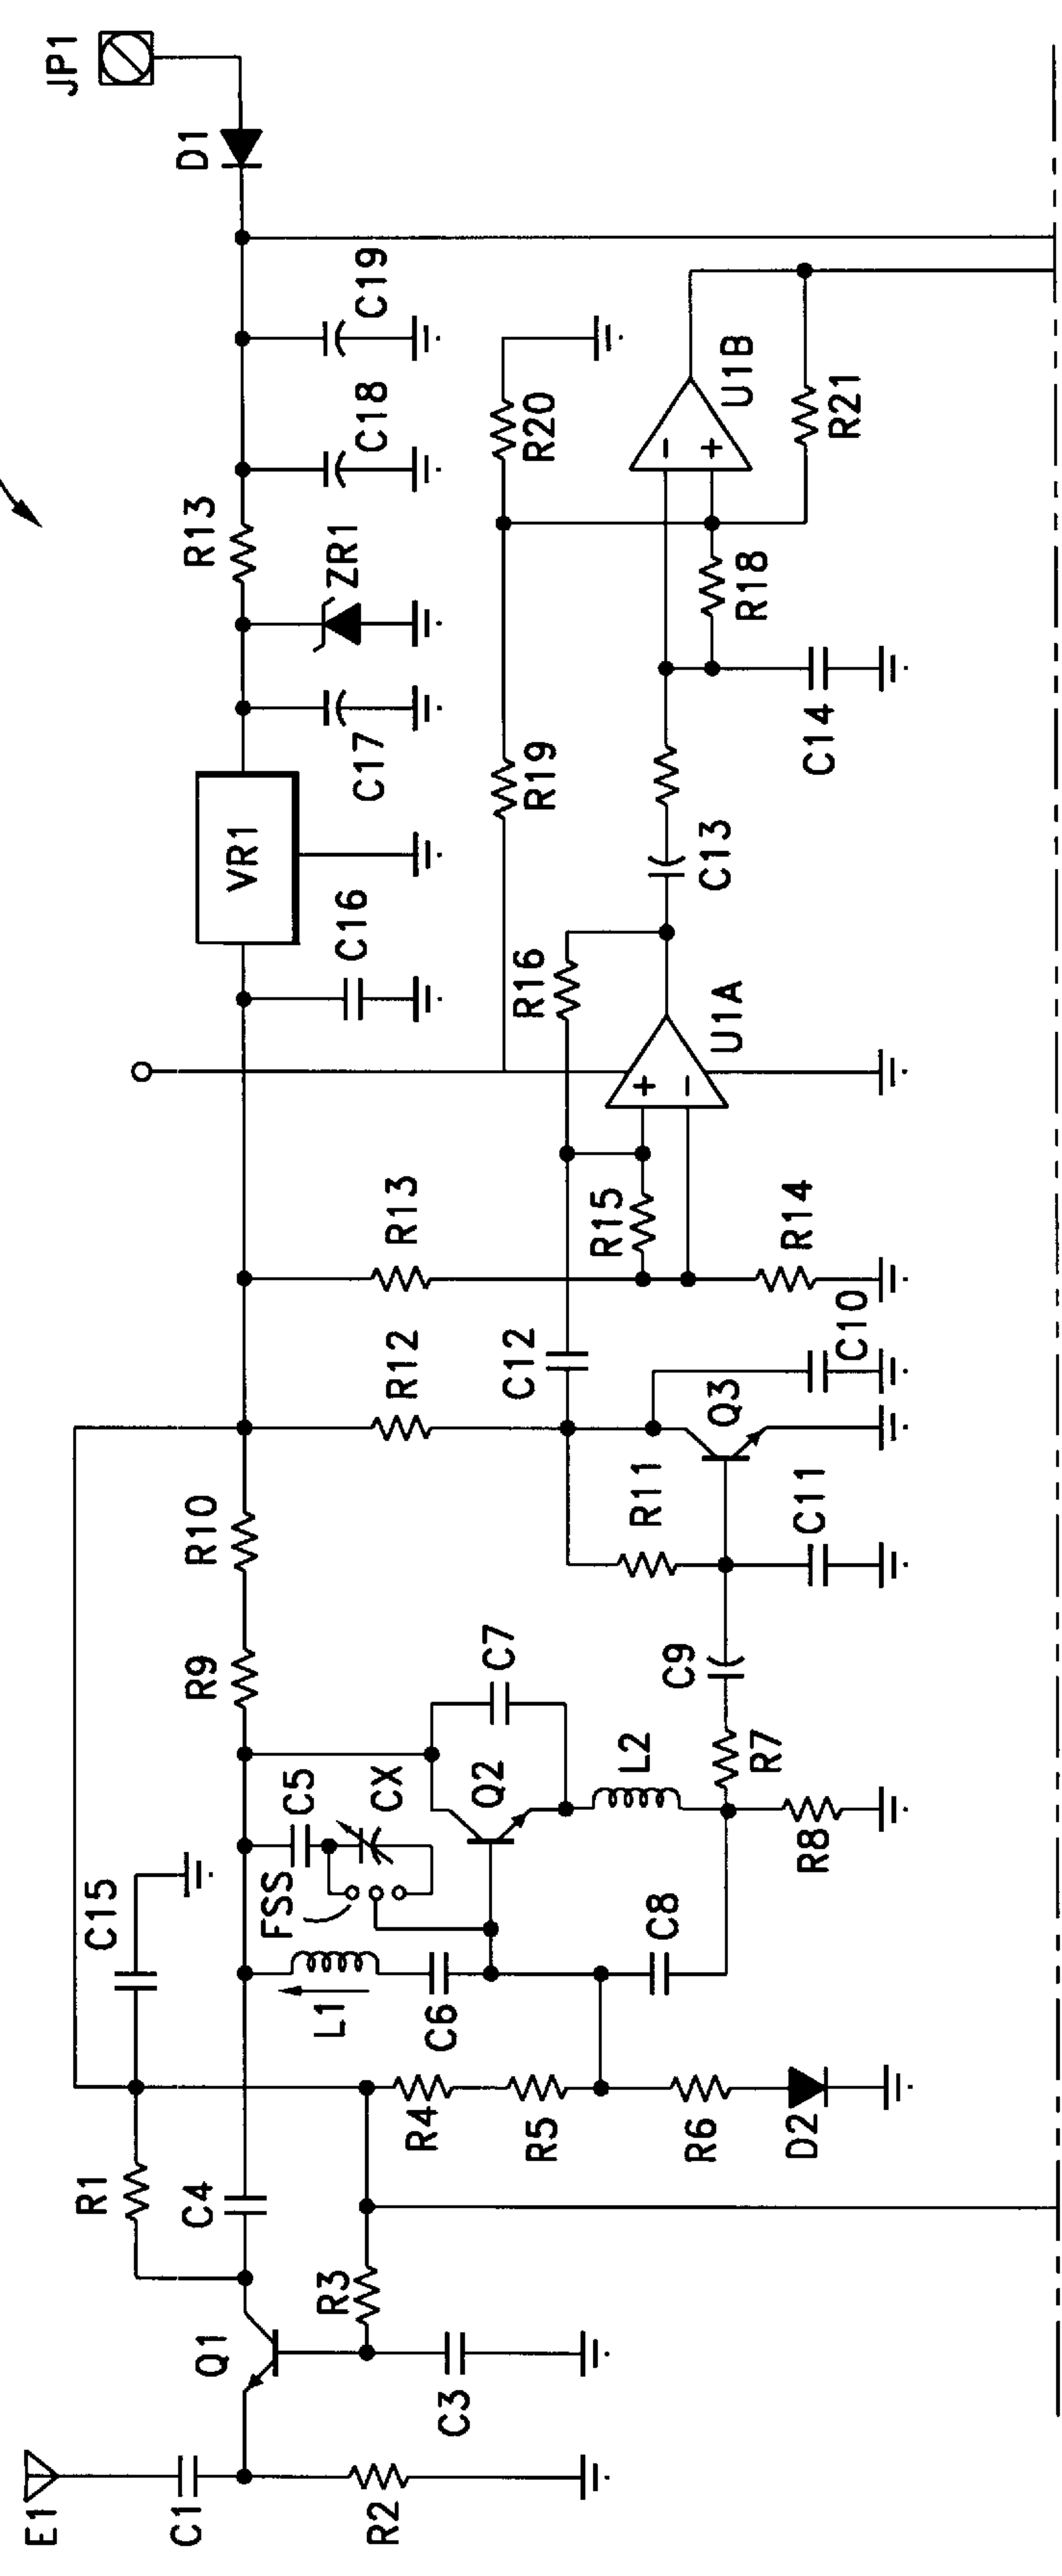 E1
C1
R2
Q1
C3
R3
R1
C4
C15
R4
R5
R6
D2
L1
C6
FSS
C5
CX
C8
Q2
C7
L2
R8
R7
C9
R9
R10
R11
C11
Q3
C10
R12
C12
R13
R15
R14
+
-
U1A
R16
C16
VR1
C13
R19
C17
ZR1
R13
C14
R18
C18
C19
R20
-
+
U1B
R21
D1
JP1